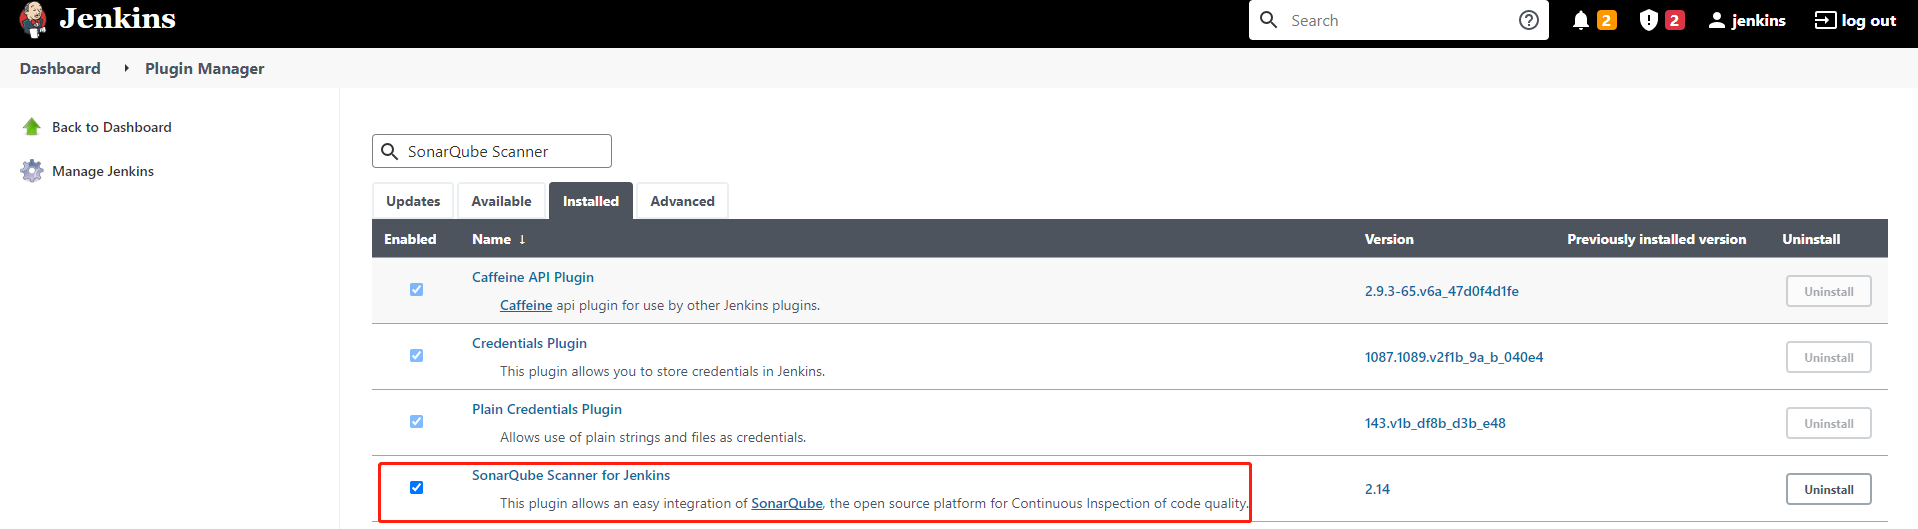 Jenkins
Search
2
2
jenkins
log out
Dashboard
Plugin Manager
Back to Dashboard
Manage Jenkins
SonarQube Scanner
Updates Available Installed Advanced
Enabled Name ↓ Version Previously installed version Uninstall
Caffeine API Plugin
Caffeine api plugin for use by other Jenkins plugins.
2.9.3-65.v6a_47d0f4d1fe
Uninstall
Credentials Plugin
This plugin allows you to store credentials in Jenkins.
1087.1089.v2f1b_9a_b_040e4
Uninstall
Plain Credentials Plugin
Allows use of plain strings and files as credentials.
143.v1b_df8b_d3b_e48
Uninstall
SonarQube Scanner for Jenkins
This plugin allows an easy integration of SonarQube, the open source platform for Continuous Inspection of code quality.
2.14
Uninstall